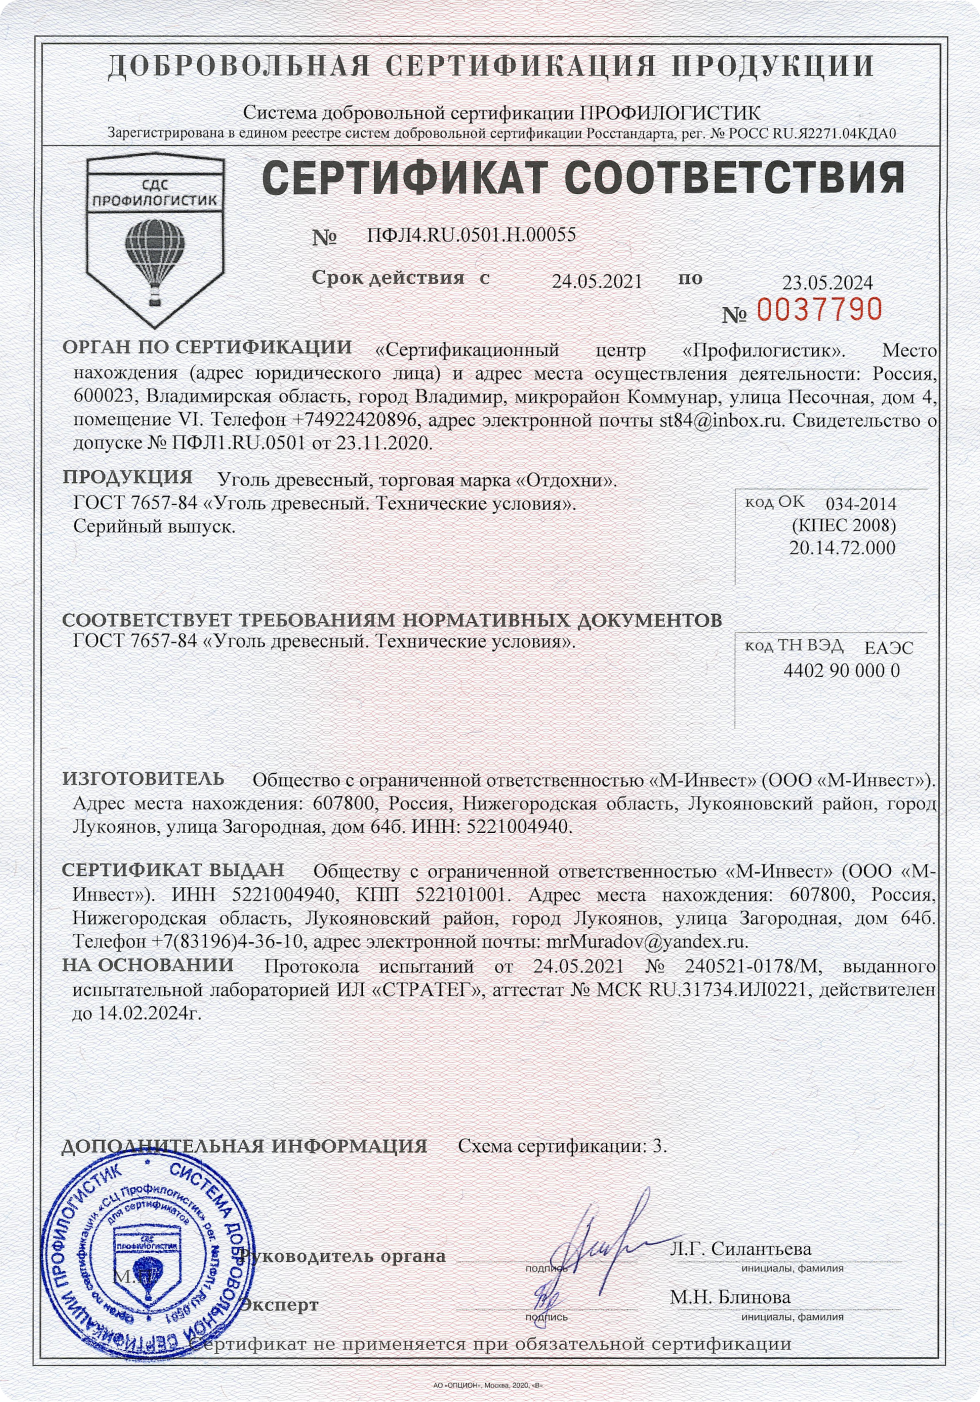 ДОБРОВОЛЬНАЯ СЕРТИФИКАЦИЯ ПРОДУКЦИИ
Система добровольной сертификации ПРОФИЛОГИСТИК
Зарегистрирована в едином реестре систем добровольной сертификации Росстандарта, рег. № РОСС RU.Я2271.04КДА0
СДС
ПРОФИЛОГИСТИК
СЕРТИФИКАТ СООТВЕТСТВИЯ
№ ПФЛ4.RU.0501.Н.00055
Срок действия с 24.05.2021 по 23.05.2024
№ 0037790
ОРГАН ПО СЕРТИФИКАЦИИ «Сертификационный центр «Профилогистик». Место
нахождения (адрес юридического лица) и адрес места осуществления деятельности: Россия,
600023, Владимирская область, город Владимир, микрорайон Коммунар, улица Песочная, дом 4,
помещение VI. Телефон +74922420896, адрес электронной почты st84@inbox.ru. Свидетельство о
допуске № ПФЛ1.RU.0501 от 23.11.2020.
ПРОДУКЦИЯ Уголь древесный, торговая марка «Отдохни».
ГОСТ 7657-84 «Уголь древесный. Технические условия».
Серийный выпуск.
код ОК 034-2014
(КПЕС 2008)
20.14.72.000
СООТВЕТСТВУЕТ ТРЕБОВАНИЯМ НОРМАТИВНЫХ ДОКУМЕНТОВ
ГОСТ 7657-84 «Уголь древесный. Технические условия».
код ТН ВЭД ЕАЭС
4402 90 000 0
ИЗГОТОВИТЕЛЬ Общество с ограниченной ответственностью «М-Инвест» (ООО «М-Инвест»).
Адрес места нахождения: 607800, Россия, Нижегородская область, Лукояновский район, город
Лукоянов, улица Загородная, дом 64б. ИНН: 5221004940.
СЕРТИФИКАТ ВЫДАН Обществу с ограниченной ответственностью «М-Инвест» (ООО «М-
Инвест»). ИНН 5221004940, КПП 522101001. Адрес места нахождения: 607800, Россия,
Нижегородская область, Лукояновский район, город Лукоянов, улица Загородная, дом 64б.
Телефон +7(83196)4-36-10, адрес электронной почты: mrMuradov@yandex.ru.
НА ОСНОВАНИИ Протокола испытаний от 24.05.2021 № 240521-0178/М, выданного
испытательной лабораторией ИЛ «СТРАТЕГ», аттестат № МСК RU.31734.ИЛ0221, действителен
до 14.02.2024г.
ДОПОЛНИТЕЛЬНАЯ ИНФОРМАЦИЯ Схема сертификации: 3.
СИСТЕМА ДОБРОВОЛЬНОЙ СЕРТИФИКАЦИИ ПРОФИЛОГИСТИК
Орган по сертификации «СЦ Профилогистик» рег. №ПФЛ1.RU.0501
для сертификатов
СДС
ПРОФИЛОГИСТИК
Руководитель органа
подпись
Л.Г. Силантьева
инициалы, фамилия
Эксперт
подпись
М.Н. Блинова
инициалы, фамилия
Сертификат не применяется при обязательной сертификации
АО «ОПЦИОН», Москва, 2020, «В»